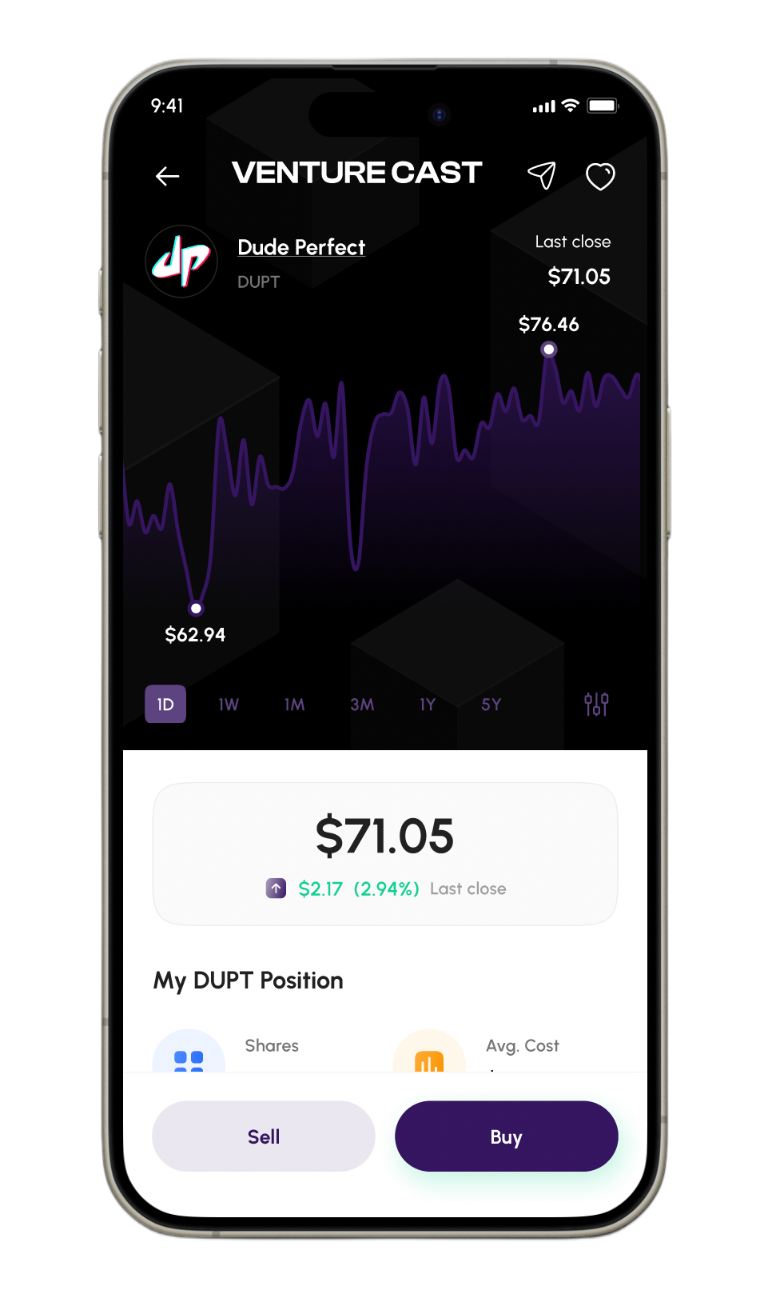 9:41
VENTURE CAST
dp
Dude Perfect
Last close
DUPT
$71.05
$76.46
$62.94
1D 1W 1M 3M 1Y 5Y
$71.05
$2.17 (2.94%) Last close
My DUPT Position
Shares
Avg. Cost
Sell
Buy